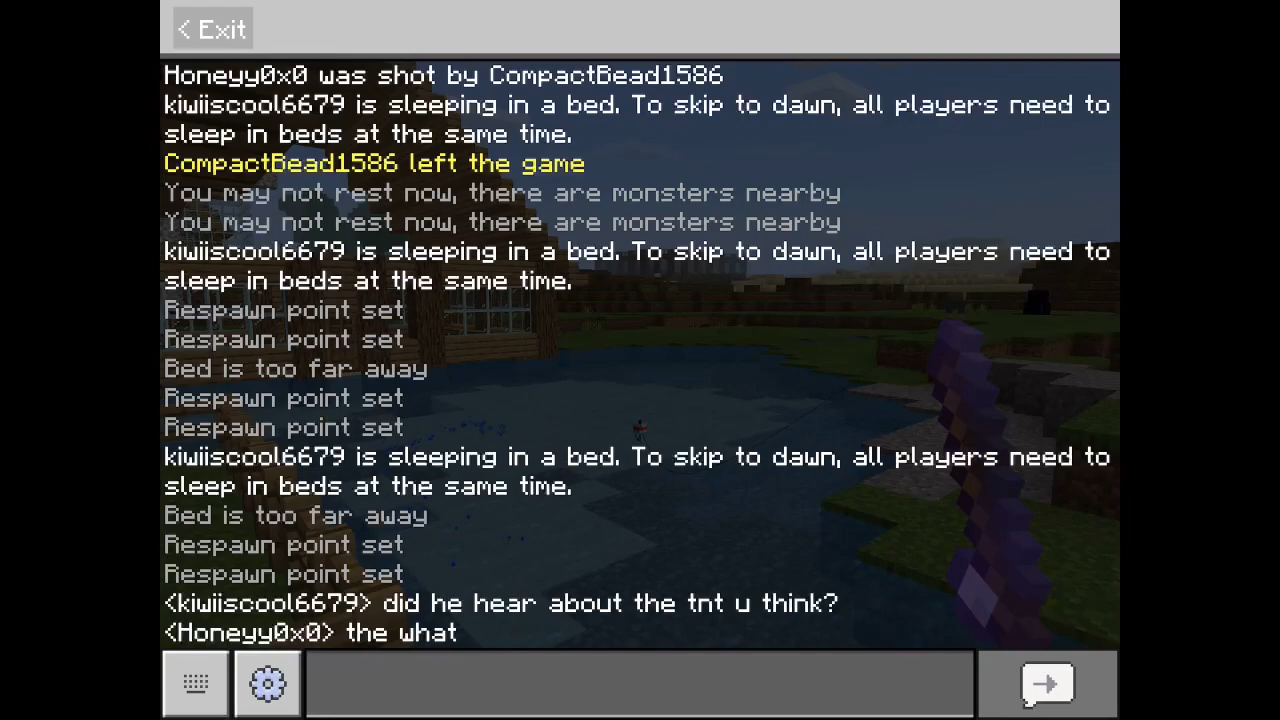 < Exit
Honeyy0x0 was shot by CompactBead1586
kiwiiscool6679 is sleeping in a bed. To skip to dawn, all players need to
sleep in beds at the same time.
CompactBead1586 left the game
You may not rest now, there are monsters nearby
You may not rest now, there are monsters nearby
kiwiiscool6679 is sleeping in a bed. To skip to dawn, all players need to
sleep in beds at the same time.
Respawn point set
Respawn point set
Bed is too far away
Respawn point set
Respawn point set
kiwiiscool6679 is sleeping in a bed. To skip to dawn, all players need to
sleep in beds at the same time.
Bed is too far away
Respawn point set
Respawn point set
<kiwiiscool6679> did he hear about the tnt u think?
<Honeyy0x0> the what